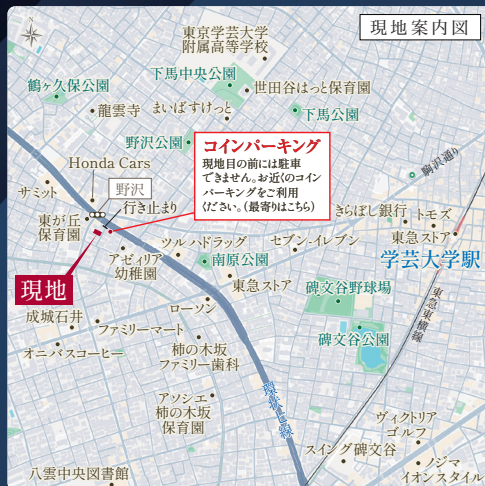 現地案内図
東京学芸大学
附属高等学校
下馬中央公園
鶴ヶ久保公園
世田谷はっと保育園
龍雲寺
まいばすけっと
下馬公園
野沢公園
コインパーキング
現地目の前には駐車
できません。お近くのコイン
パーキングをご利用
ください。（最寄りはこちら）
駒沢通り
Honda Cars
サミット
野沢
行き止まり
東が丘
保育園
きらぼし銀行
トモズ
東急ストア
学芸大学駅
アゼィリア
幼稚園
ツルハドラッグ
セブン-イレブン
南原公園
東急ストア
碑文谷野球場
現地
ローソン
東急東横線
成城石井
ファミリーマート
碑文谷公園
オニバスコーヒー
柿の木坂
ファミリー歯科
環状七号線
アソシエ
柿の木坂
保育園
ヴィクトリア
ゴルフ
スイング碑文谷
ノジマ
イオンスタイル
八雲中央図書館